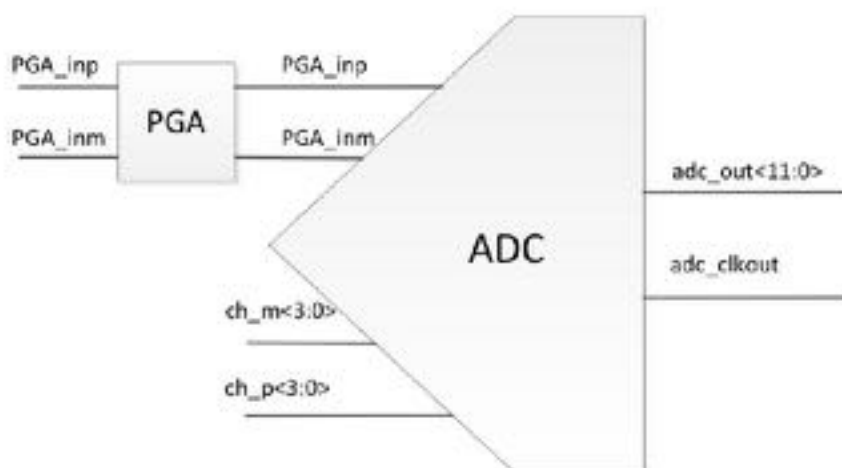 PGA_inp
PGA_inp
PGA
PGA_inm
PGA_inm
adc_out<11:0>
ADC
adc_clkout
ch_m<3:0>
ch_p<3:0>